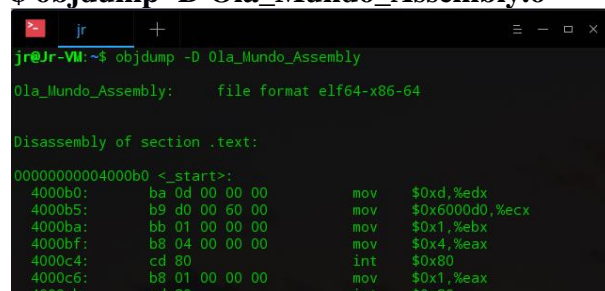 $ objdump -D Ola_Mundo_Assembly.o
jr
jr@Jr-VM:~$ objdump -D Ola_Mundo_Assembly
Ola_Mundo_Assembly:     file format elf64-x86-64
Disassembly of section .text:
00000000004000b0 <_start>:
4000b0: ba 0d 00 00 00 mov $0xd,%edx
4000b5: b9 d0 00 60 00 mov $0x6000d0,%ecx
4000ba: bb 01 00 00 00 mov $0x1,%ebx
4000bf: b8 04 00 00 00 mov $0x4,%eax
4000c4: cd 80 int $0x80
4000c6: b8 01 00 00 00 mov $0x1,%eax